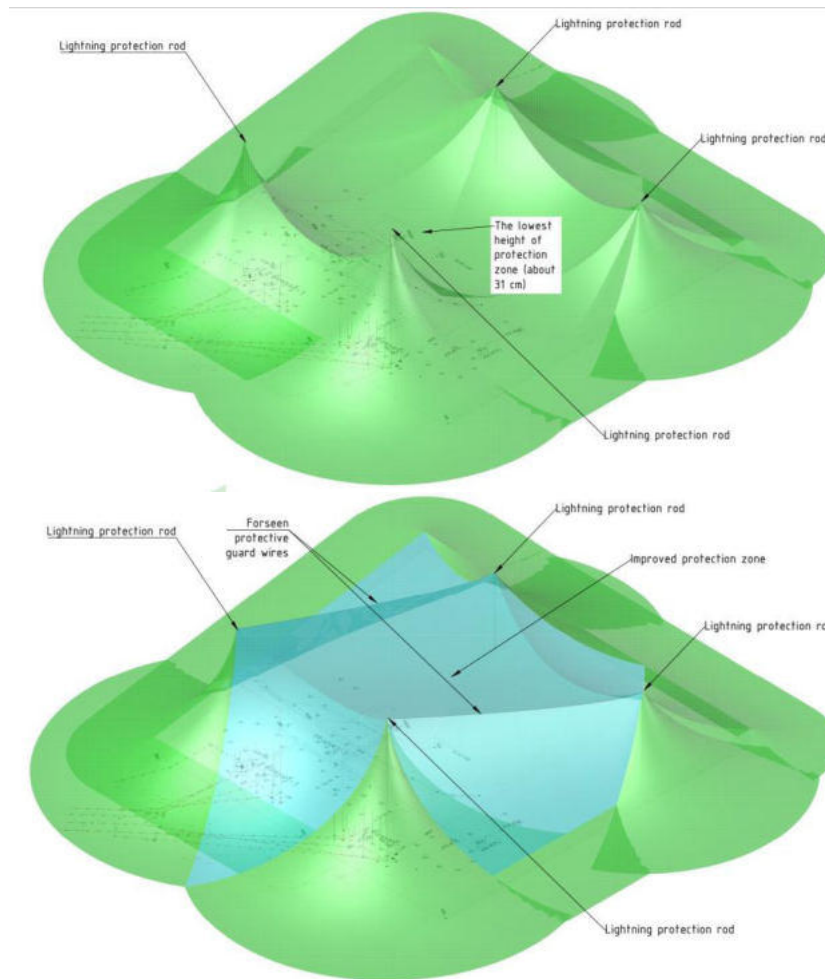 Lightning protection rod
Lightning protection rod
Lightning protection rod
The lowest
height of
protection
zone (about
31 cm)
Lightning protection rod
Lightning protection rod
Forseen
protective
guard wires
Lightning protection rod
Improved protection zone
Lightning protection rod
Lightning protection rod